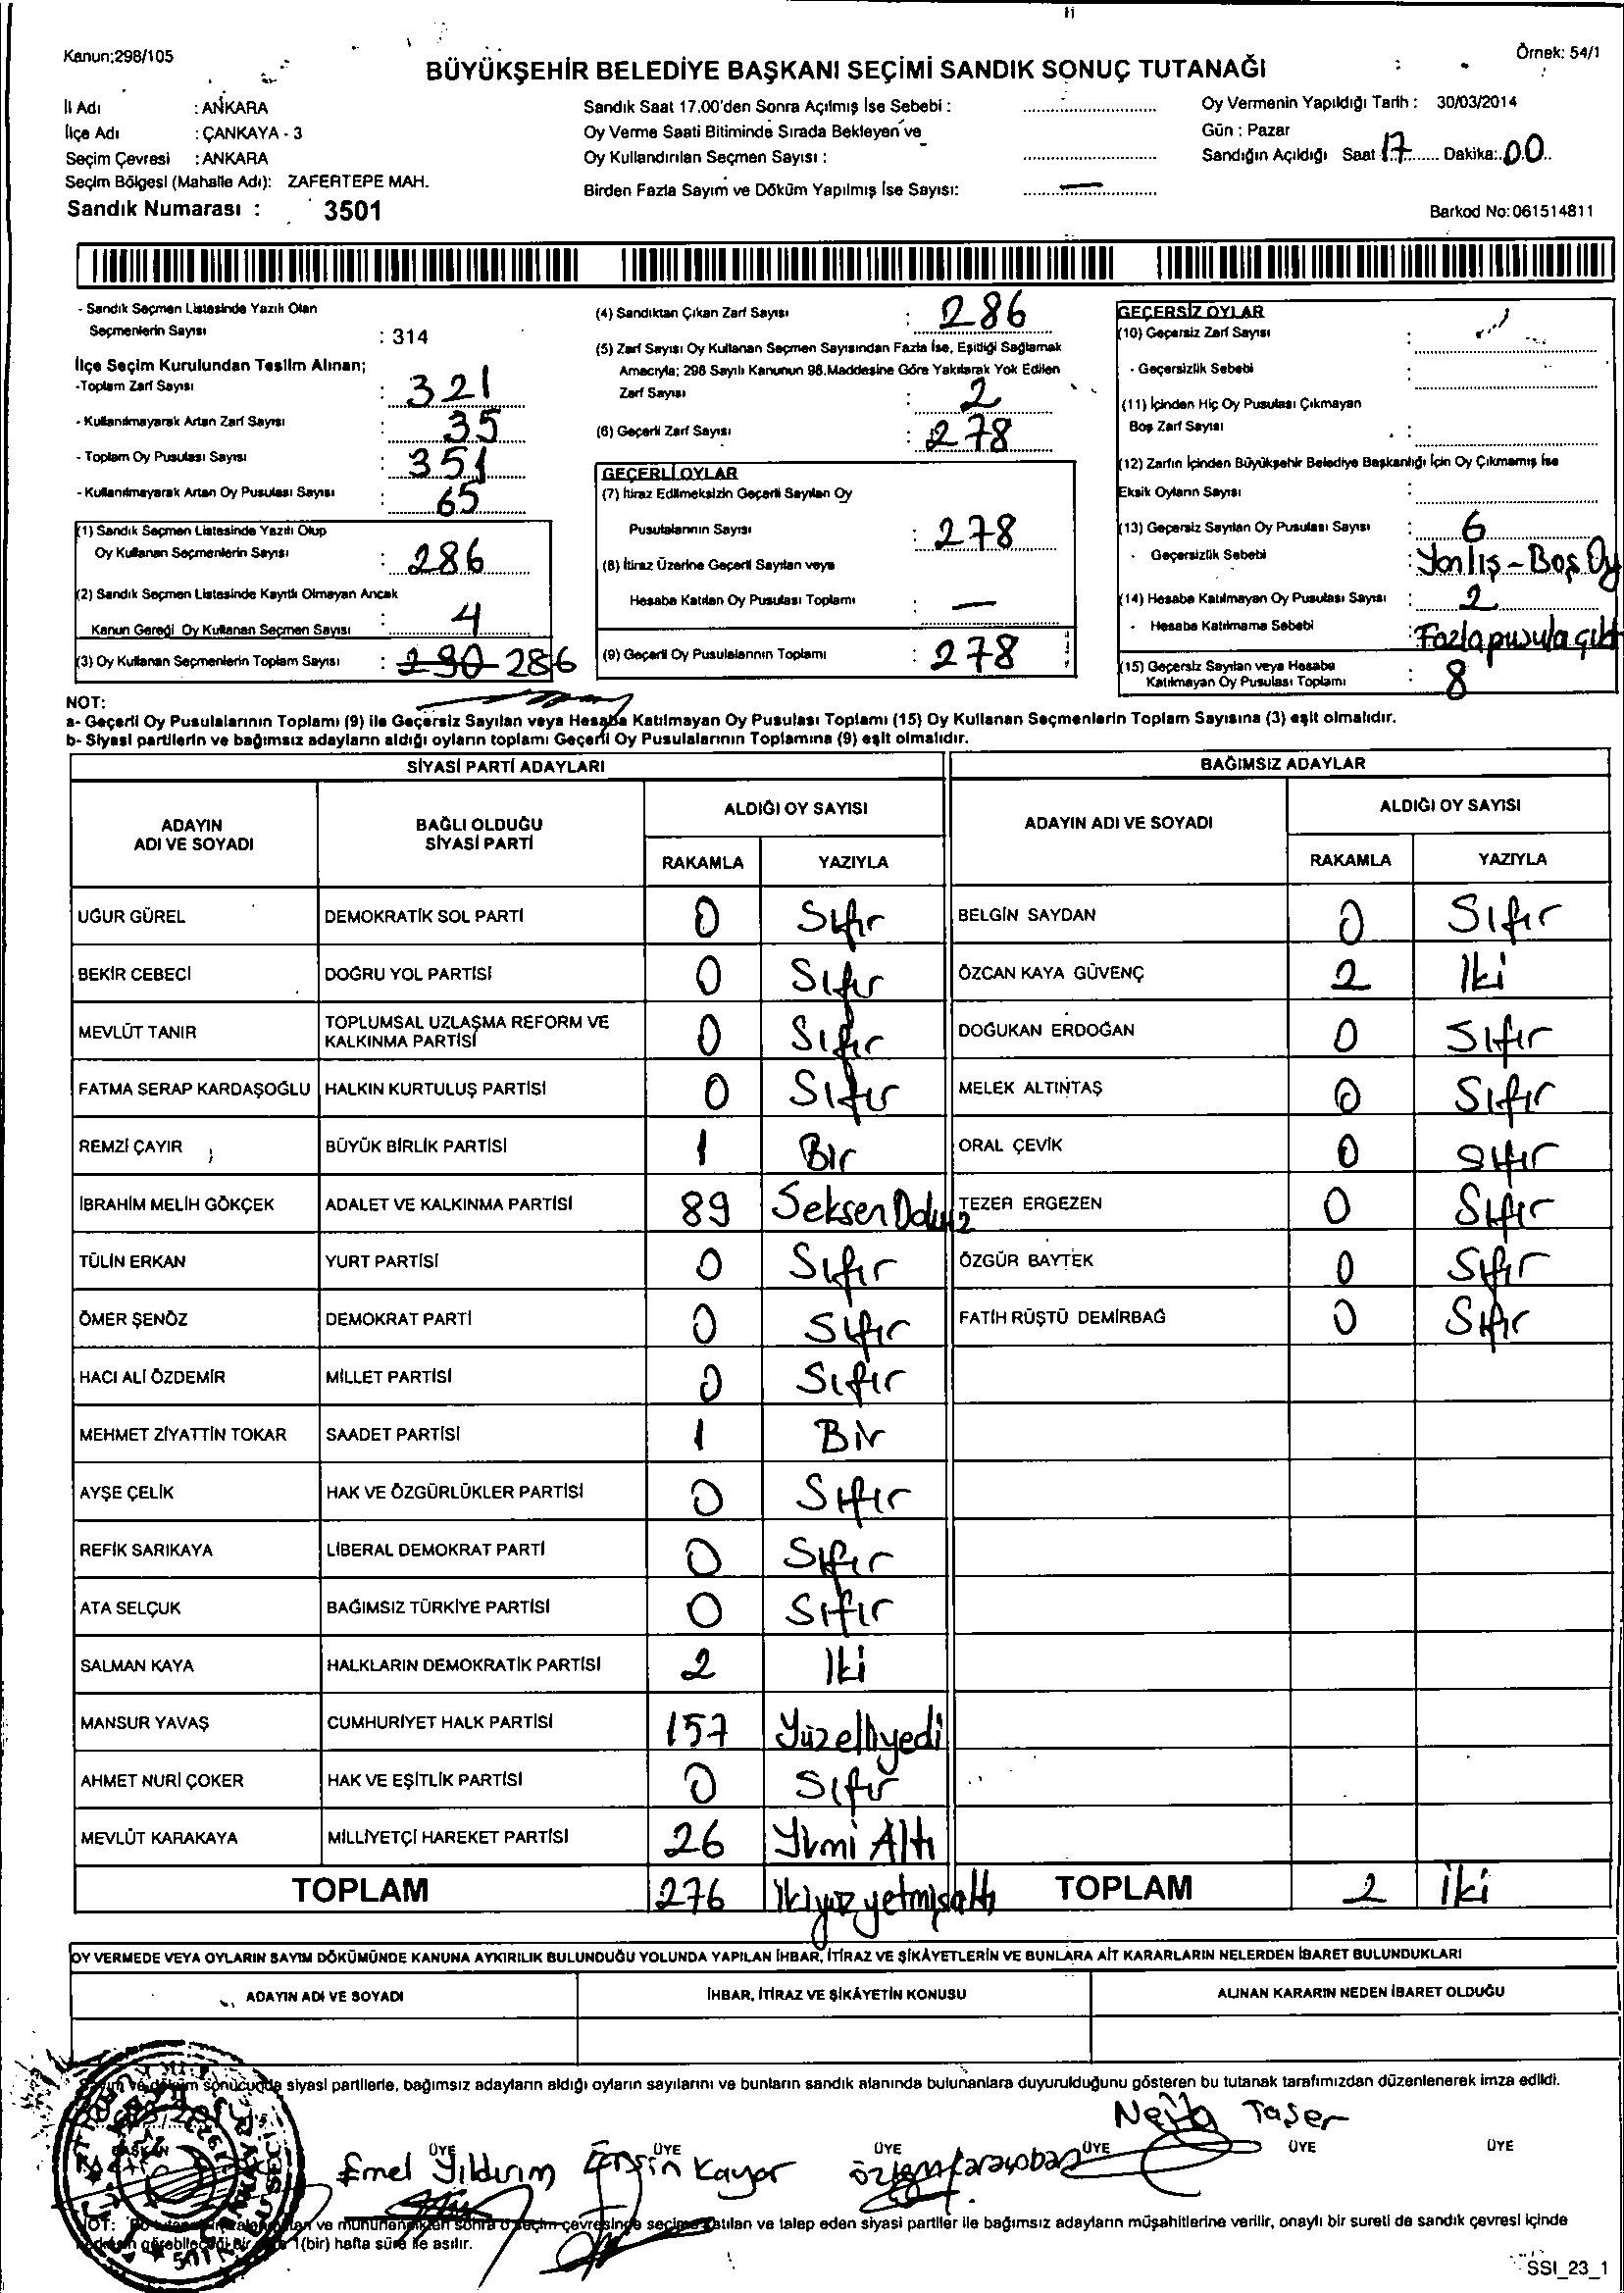 Kanun:298/105
Örnek: 54/1
BÜYÜKŞEHİR BELEDİYE BAŞKANI SEÇİMİ SANDIK SONUÇ TUTANAĞI
İl Adı : ANKARA
İlçe Adı : ÇANKAYA - 3
Seçim Çevresi : ANKARA
Seçim Bölgesi (Mahalle Adı): ZAFERTEPE MAH.
Sandık Numarası : 3501
Sandık Saat 17.00'den Sonra Açılmış İse Sebebi :
Oy Verme Saati Bitiminde Sırada Bekleyen ve
Oy Kullandırılan Seçmen Sayısı :
Birden Fazla Sayım ve Döküm Yapılmış İse Sayısı: —
Oy Vermenin Yapıldığı Tarih : 30/03/2014
Gün : Pazar
Sandığın Açıldığı Saat 17 Dakika: 00
Barkod No:061514811
- Sandık Seçmen Listesinde Yazılı Olan
Seçmenlerin Sayısı : 314
İlçe Seçim Kurulundan Teslim Alınan;
-Toplam Zarf Sayısı : 321
- Kullanılmayarak Artan Zarf Sayısı : 35
- Toplam Oy Pusulası Sayısı : 351
- Kullanılmayarak Artan Oy Pusulası Sayısı : 65
(1) Sandık Seçmen Listesinde Yazılı Olup
Oy Kullanan Seçmenlerin Sayısı : 286
(2) Sandık Seçmen Listesinde Kayıtlı Olmayan Ancak
Kanun Gereği Oy Kullanan Seçmen Sayısı : 4
(3) Oy Kullanan Seçmenlerin Toplam Sayısı : 290 286
(4) Sandıktan Çıkan Zarf Sayısı : 286
(5) Zarf Sayısı Oy Kullanan Seçmen Sayısından Fazla İse, Eşitliği Sağlamak
Amacıyla; 298 Sayılı Kanunun 98.Maddesine Göre Yakılarak Yok Edilen
Zarf Sayısı : 2
(6) Geçerli Zarf Sayısı : 278
GEÇERLİ OYLAR
(7) İtiraz Edilmeksizin Geçerli Sayılan Oy
Pusulalarının Sayısı : 278
(8) İtiraz Üzerine Geçerli Sayılan veya
Hesaba Katılan Oy Pusulası Toplamı : —
(9) Geçerli Oy Pusulalarının Toplamı : 278
GEÇERSİZ OYLAR
(10) Geçersiz Zarf Sayısı :
- Geçersizlik Sebebi :
(11) İçinden Hiç Oy Pusulası Çıkmayan
Boş Zarf Sayısı :
(12) Zarfın İçinden Büyükşehir Belediye Başkanlığı İçin Oy Çıkmamış İse
Eksik Oyların Sayısı :
(13) Geçersiz Sayılan Oy Pusulası Sayısı : 6
- Geçersizlik Sebebi : Yanlış - Boş Oy
(14) Hesaba Katılmayan Oy Pusulası Sayısı : 2
- Hesaba Katılmama Sebebi : Fazla pusula çıktı
(15) Geçersiz Sayılan veya Hesaba
Katılmayan Oy Pusulası Toplamı : 8
NOT:
a- Geçerli Oy Pusulalarının Toplamı (9) ile Geçersiz Sayılan veya Hesaba Katılmayan Oy Pusulası Toplamı (15) Oy Kullanan Seçmenlerin Toplam Sayısına (3) eşit olmalıdır.
b- Siyasi partilerin ve bağımsız adayların aldığı oyların toplamı Geçerli Oy Pusulalarının Toplamına (9) eşit olmalıdır.
SİYASİ PARTİ ADAYLARI
BAĞIMSIZ ADAYLAR
ADAYIN ADI VE SOYADI
BAĞLI OLDUĞU SİYASİ PARTİ
ALDIĞI OY SAYISI
RAKAMLA YAZIYLA
ADAYIN ADI VE SOYADI
ALDIĞI OY SAYISI
RAKAMLA YAZIYLA
UĞUR GÜREL DEMOKRATİK SOL PARTİ 0 Sıfır BELGİN SAYDAN 0 Sıfır
BEKİR CEBECİ DOĞRU YOL PARTİSİ 0 Sıfır ÖZCAN KAYA GÜVENÇ 2 İki
MEVLÜT TANIR TOPLUMSAL UZLAŞMA REFORM VE KALKINMA PARTİSİ 0 Sıfır DOĞUKAN ERDOĞAN 0 Sıfır
FATMA SERAP KARDAŞOĞLU HALKIN KURTULUŞ PARTİSİ 0 Sıfır MELEK ALTINTAŞ 0 Sıfır
REMZİ ÇAYIR BÜYÜK BİRLİK PARTİSİ 1 Bir ORAL ÇEVİK 0 Sıfır
İBRAHİM MELİH GÖKÇEK ADALET VE KALKINMA PARTİSİ 89 Seksen Dokuz TEZER ERGEZEN 0 Sıfır
TÜLİN ERKAN YURT PARTİSİ 0 Sıfır ÖZGÜR BAYTEK 0 Sıfır
ÖMER ŞENÖZ DEMOKRAT PARTİ 0 Sıfır FATİH RÜŞTÜ DEMİRBAĞ 0 Sıfır
HACI ALİ ÖZDEMİR MİLLET PARTİSİ 0 Sıfır
MEHMET ZİYATTİN TOKAR SAADET PARTİSİ 1 Bir
AYŞE ÇELİK HAK VE ÖZGÜRLÜKLER PARTİSİ 0 Sıfır
REFİK SARIKAYA LİBERAL DEMOKRAT PARTİ 0 Sıfır
ATA SELÇUK BAĞIMSIZ TÜRKİYE PARTİSİ 0 Sıfır
SALMAN KAYA HALKLARIN DEMOKRATİK PARTİSİ 2 İki
MANSUR YAVAŞ CUMHURİYET HALK PARTİSİ 157 Yüzelliyedi
AHMET NURİ ÇOKER HAK VE EŞİTLİK PARTİSİ 0 Sıfır
MEVLÜT KARAKAYA MİLLİYETÇİ HAREKET PARTİSİ 26 Yirmi Altı
TOPLAM 276 ikiyüzyetmişaltı TOPLAM 2 iki
OY VERMEDE VEYA OYLARIN SAYIM DÖKÜMÜNDE KANUNA AYKIRILIK BULUNDUĞU YOLUNDA YAPILAN İHBAR, İTİRAZ VE ŞİKÂYETLERİN VE BUNLARA AİT KARARLARIN NELERDEN İBARET BULUNDUKLARI
ADAYIN ADI VE SOYADI İHBAR, İTİRAZ VE ŞİKÂYETİN KONUSU ALINAN KARARIN NEDEN İBARET OLDUĞU
Sayım ve döküm sonucunda siyasi partilerle, bağımsız adayların aldığı oyların sayılarını ve bunların sandık alanında bulunanlara duyurulduğunu gösteren bu tutanak tarafımızdan düzenlenerek imza edildi.
Taşer
BAŞKAN ÜYE ÜYE ÜYE ÜYE ÜYE ÜYE
Emel Yıldırım Ersin Kayar
ve mühürlendikten sonra o seçim çevresinde seçime katılan ve talep eden siyasi partiler ile bağımsız adayların müşahitlerine verilir, onaylı bir sureti de sandık çevresi içinde
herkesin görebileceği bir 1(bir) hafta süre ile asılır.
SSI_23_1